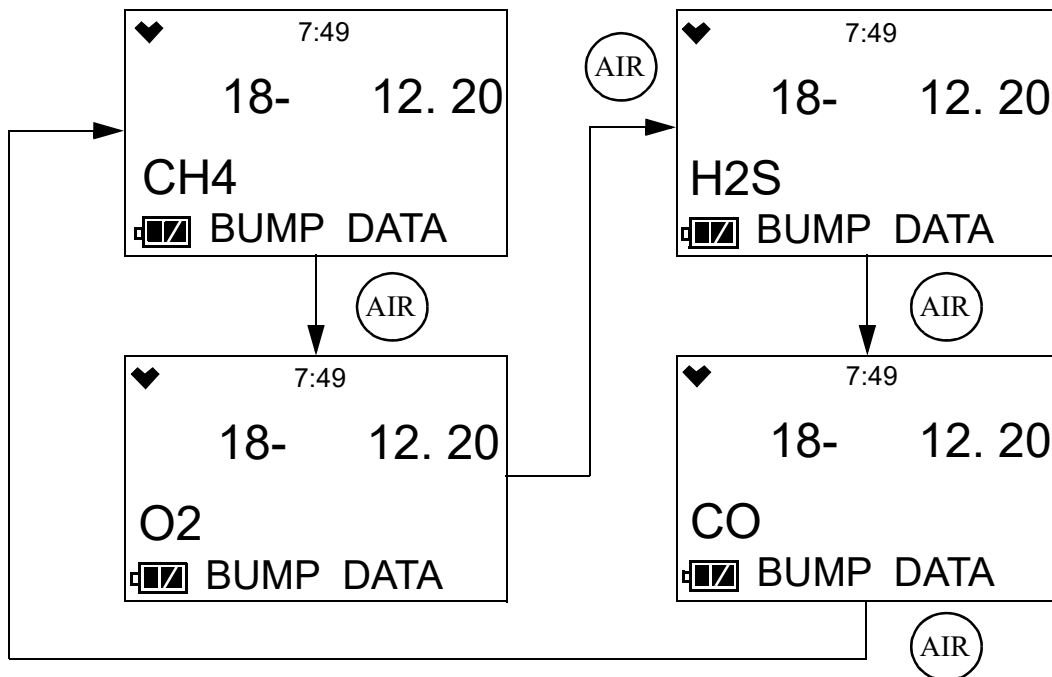 7:49
18- 12. 20
CH4
BUMP DATA
AIR
7:49
18- 12. 20
O2
BUMP DATA
AIR
7:49
18- 12. 20
H2S
BUMP DATA
AIR
7:49
18- 12. 20
CO
BUMP DATA
AIR